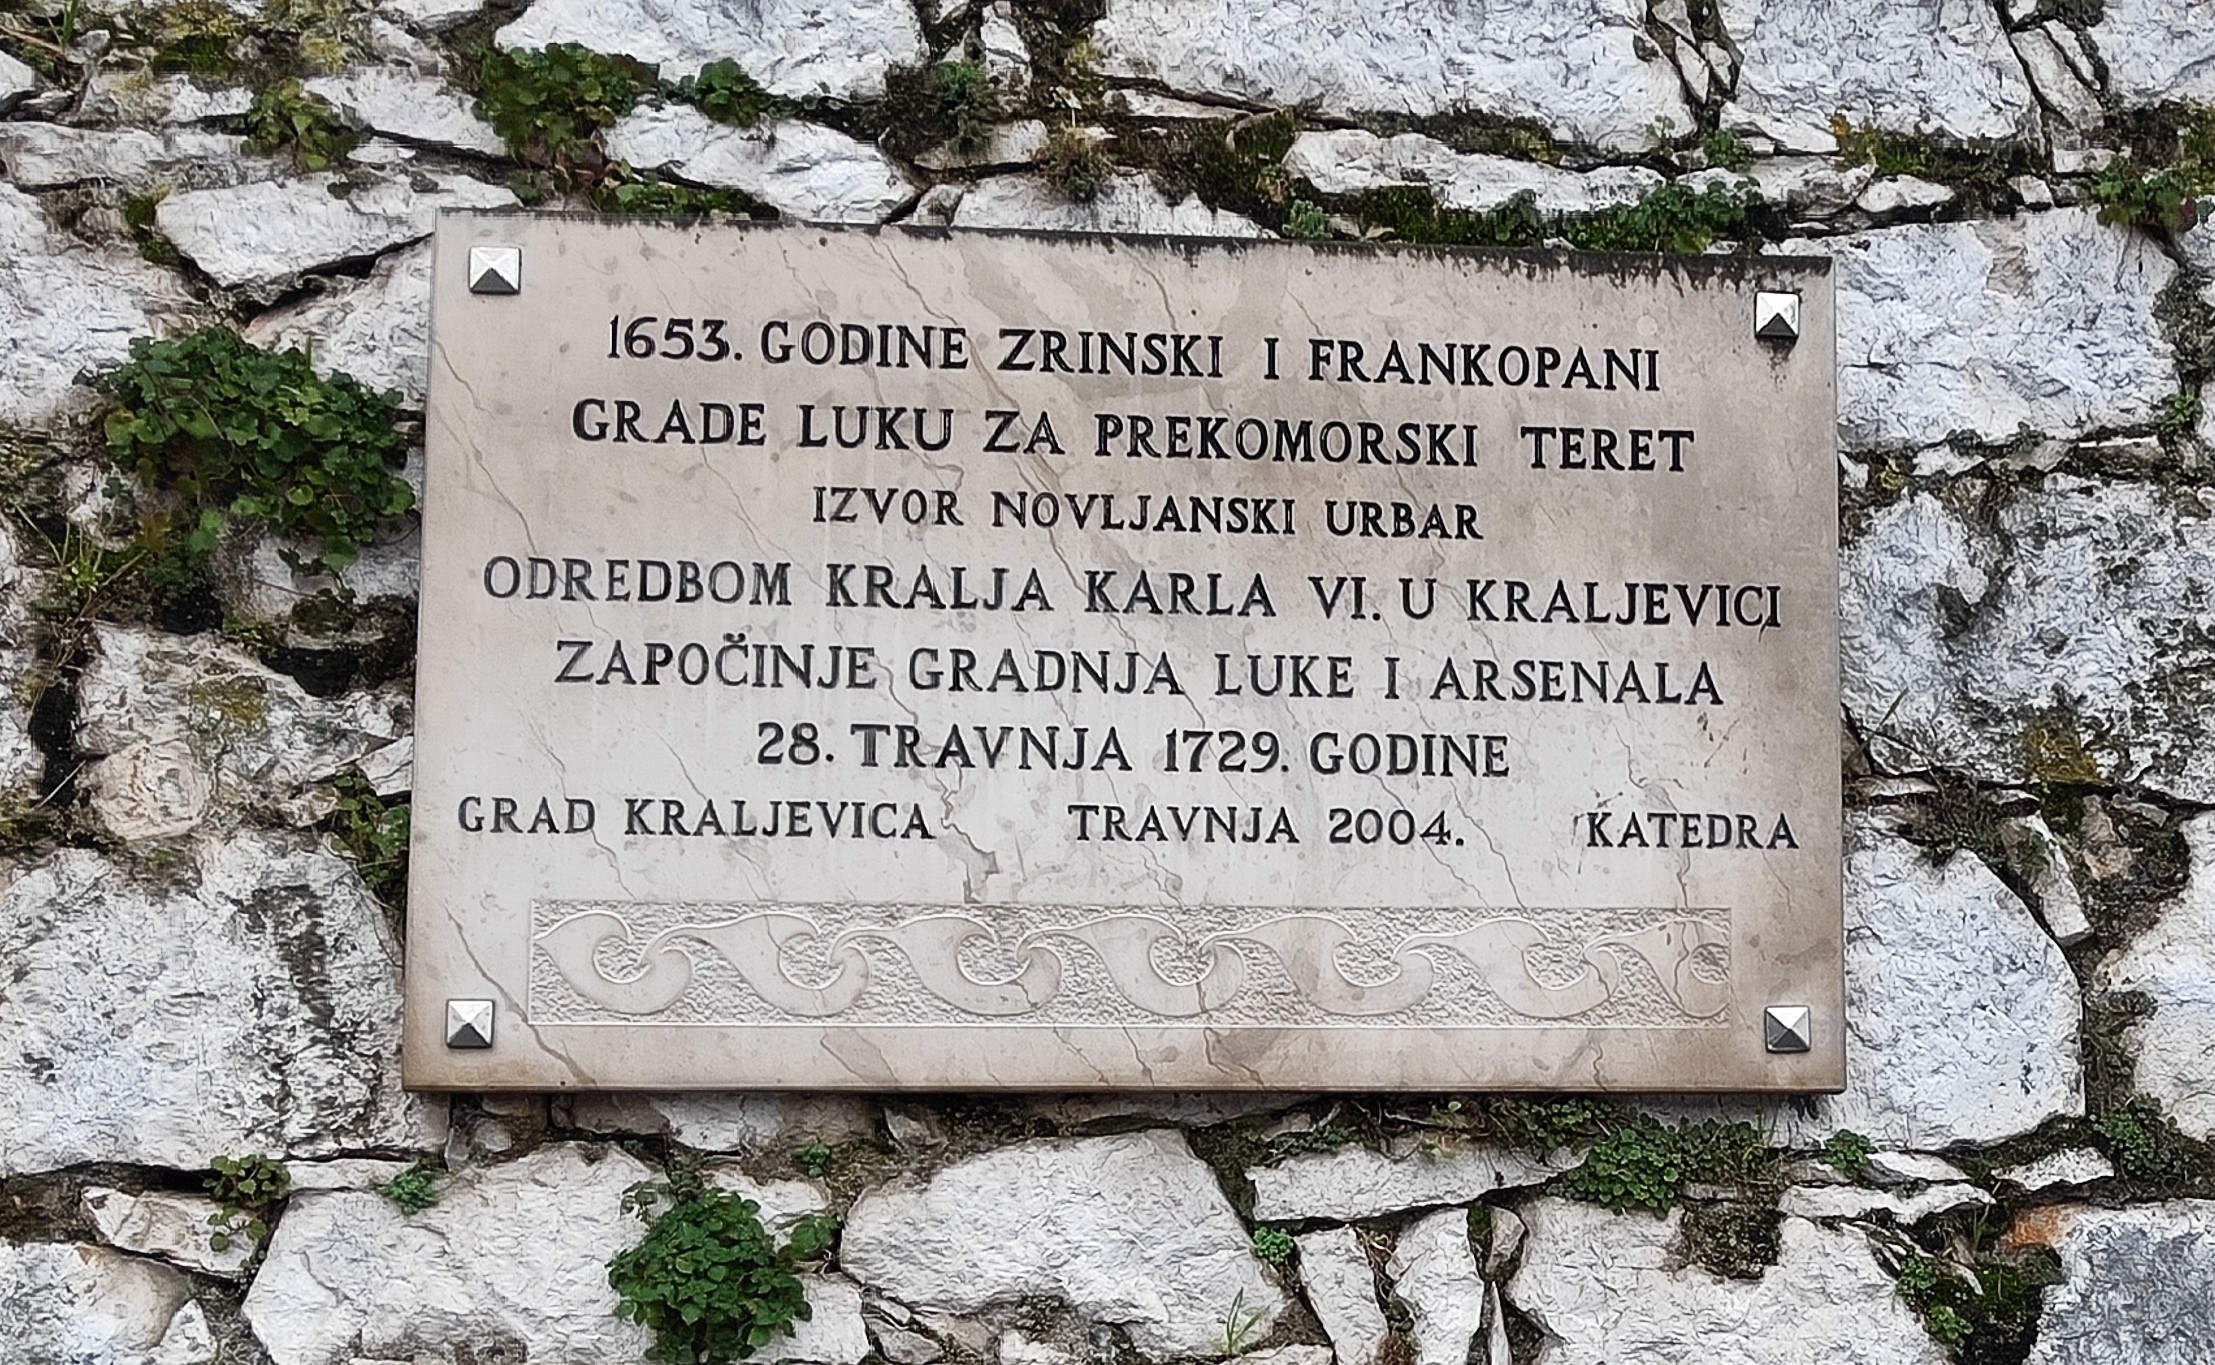 1653. GODINE ZRINSKI I FRANKOPANI
GRADE LUKU ZA PREKOMORSKI TERET
IZVOR NOVLJANSKI URBAR
ODREDBOM KRALJA KARLA VI. U KRALJEVICI
ZAPOČINJE GRADNJA LUKE I ARSENALA
28. TRAVNJA 1729. GODINE
GRAD KRALJEVICA TRAVNJA 2004. KATEDRA